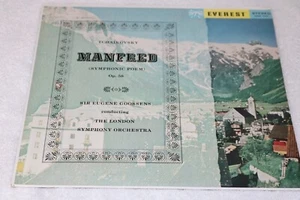 EVEREST
TCHAIKOVSKY
MANFRED
(SYMPHONIC POEM)
Op. 58
SIR EUGENE GOOSSENS
conducting
THE LONDON
SYMPHONY ORCHESTRA